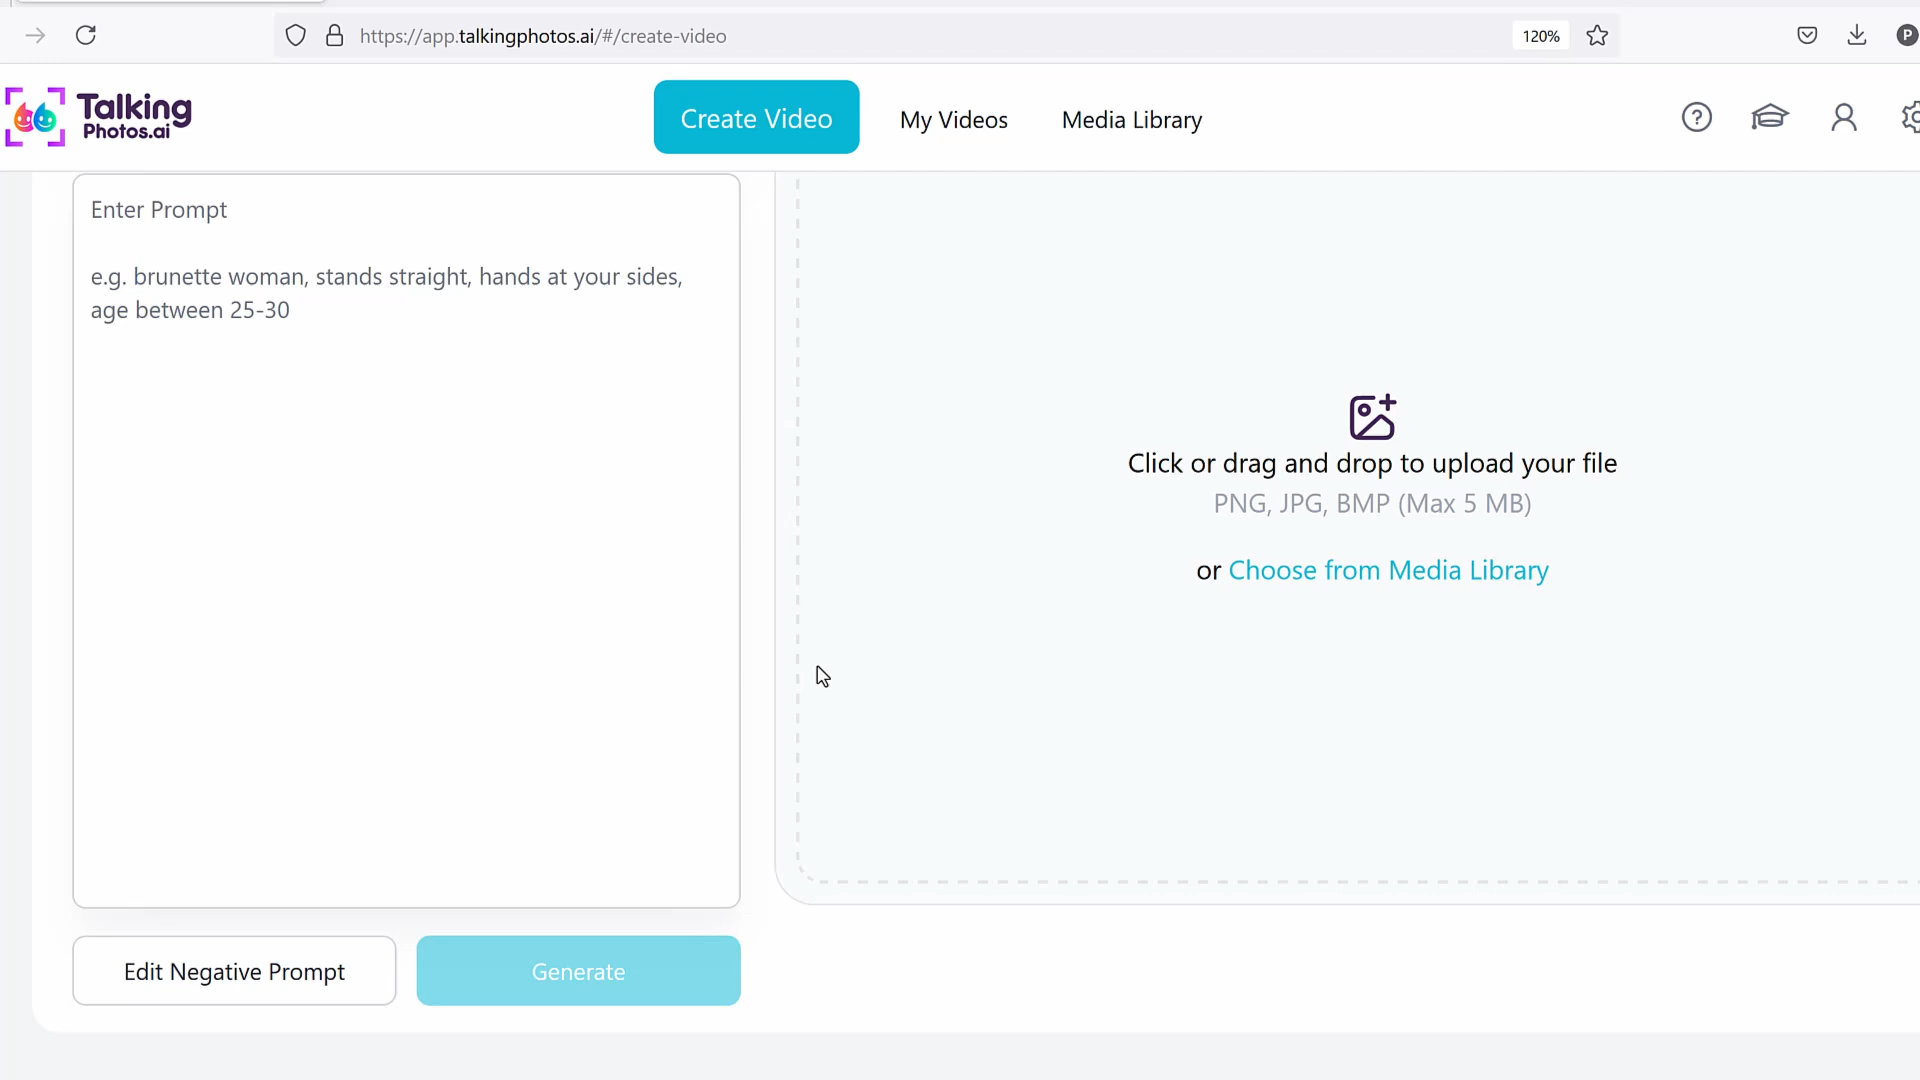 https://app.talkingphotos.ai/#/create-video
120%
P
Talking
Photos.ai
Create Video
My Videos
Media Library
Enter Prompt
e.g. brunette woman, stands straight, hands at your sides,
age between 25-30
Click or drag and drop to upload your file
PNG, JPG, BMP (Max 5 MB)
or Choose from Media Library
Edit Negative Prompt
Generate